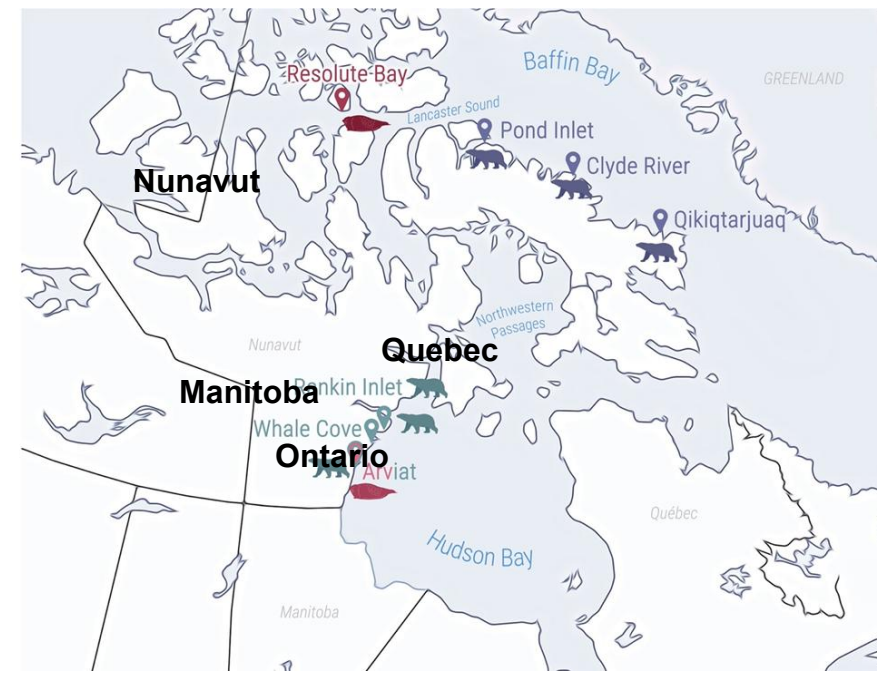 Baffin Bay
GREENLAND
Resolute Bay
Lancaster Sound
Pond Inlet
Clyde River
Nunavut
Qikiqtarjuaq
Northwestern
Passages
Nunavut
Quebec
Manitoba
Rankin Inlet
Whale Cove
Ontario
Arviat
Québec
Hudson Bay
Manitoba